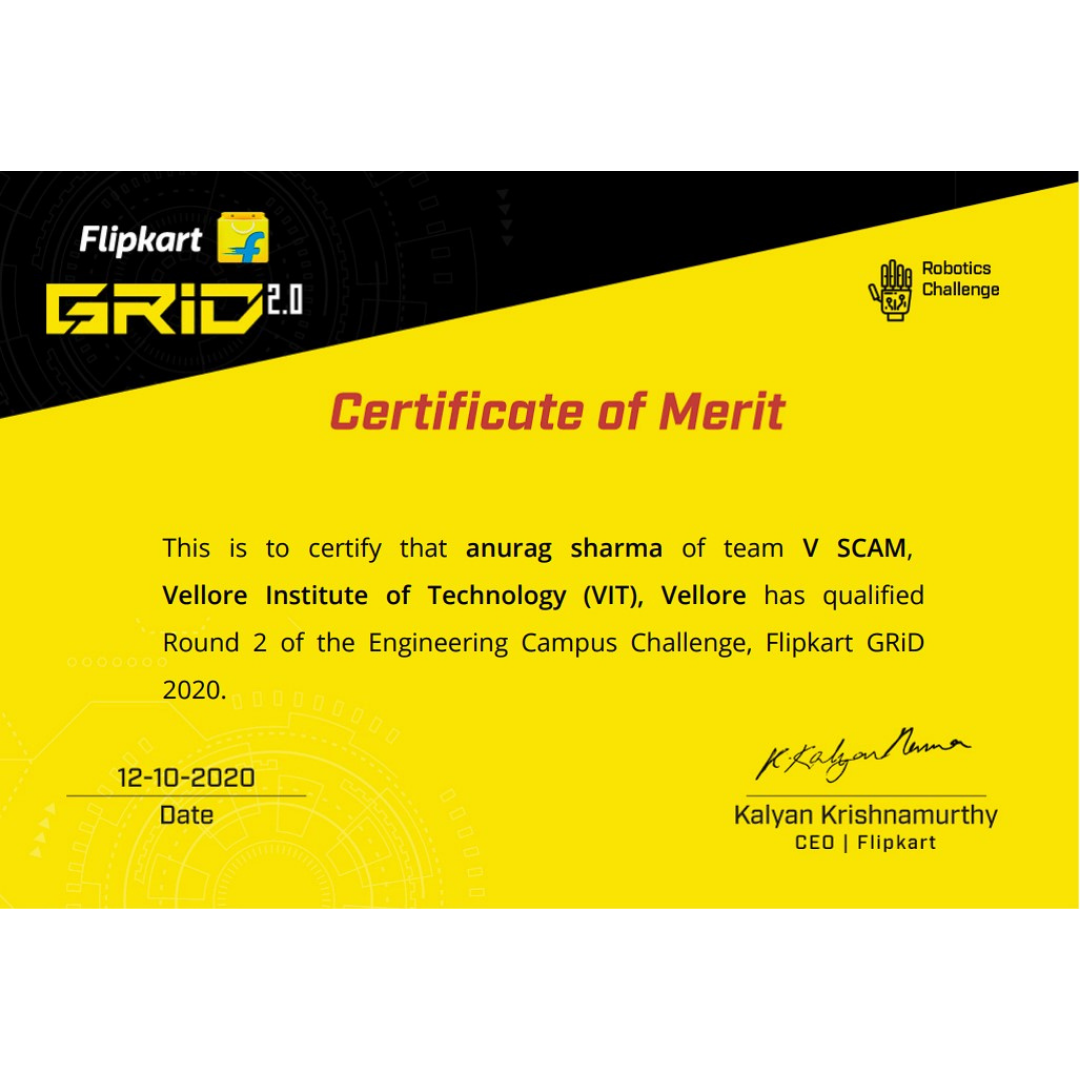 Flipkart
GRiD 2.0
Robotics
Challenge
Certificate of Merit
This is to certify that anurag sharma of team V SCAM,
Vellore Institute of Technology (VIT), Vellore has qualified
Round 2 of the Engineering Campus Challenge, Flipkart GRiD
2020.
12-10-2020
Date
Kalyan Krishnamurthy
CEO | Flipkart